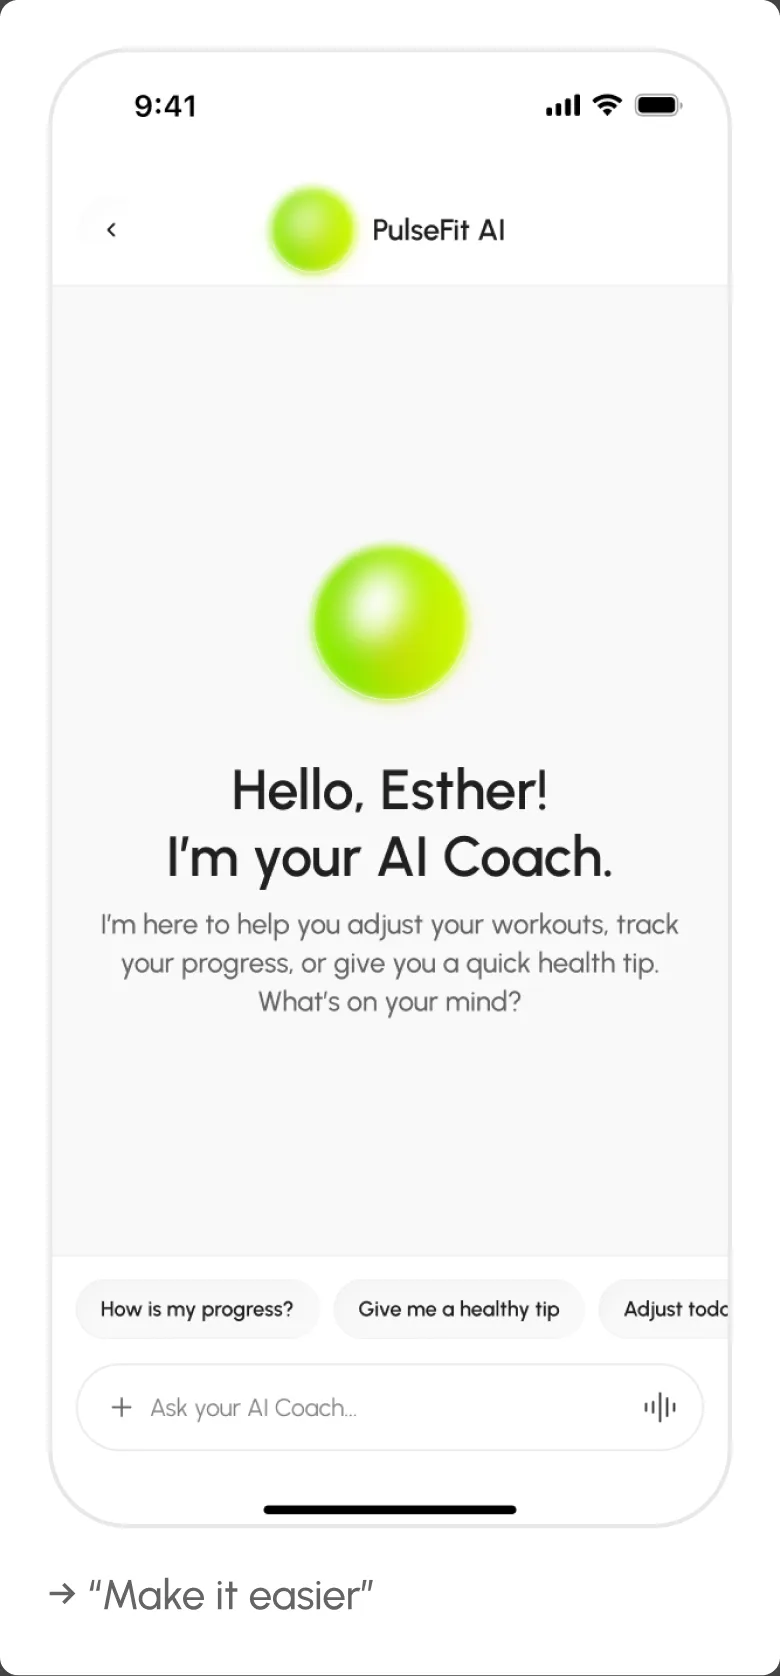 9:41
PulseFit AI
Hello, Esther!
I'm your AI Coach.
I'm here to help you adjust your workouts, track
your progress, or give you a quick health tip.
What's on your mind?
How is my progress?
Give me a healthy tip
Adjust
Ask your AI Coach...
→ “Make it easier”